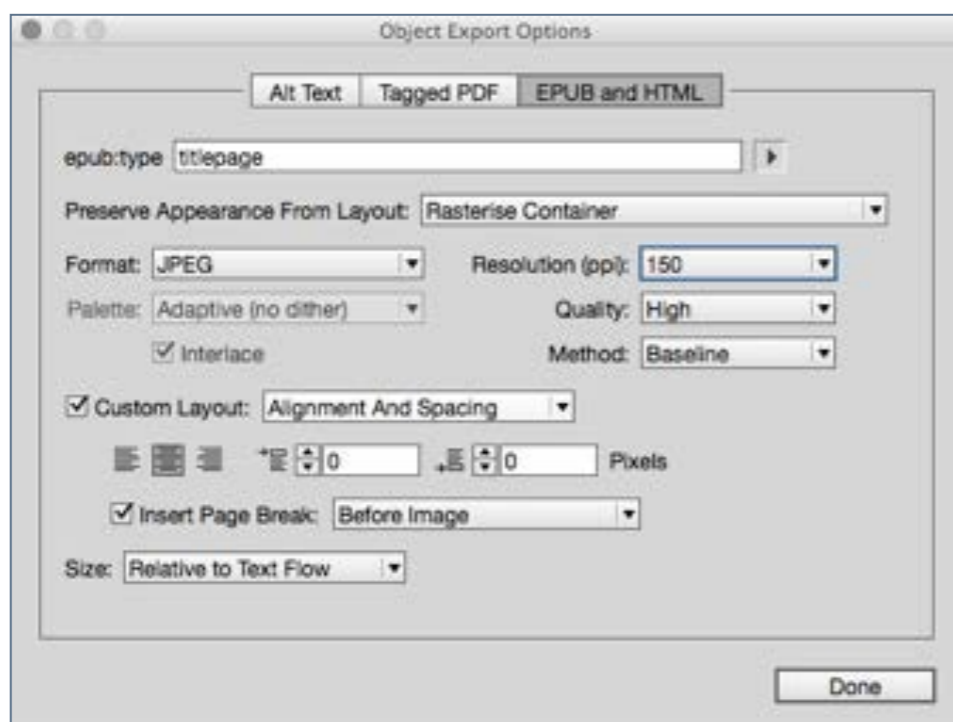 Object Export Options
Alt Text Tagged PDF EPUB and HTML
epub:type titlepage
Preserve Appearance From Layout: Rasterise Container
Format: JPEG Resolution (ppi): 150
Palette: Adaptive (no dither) Quality: High
Interlace Method: Baseline
Custom Layout: Alignment And Spacing
0 0 Pixels
Insert Page Break: Before Image
Size: Relative to Text Flow
Done